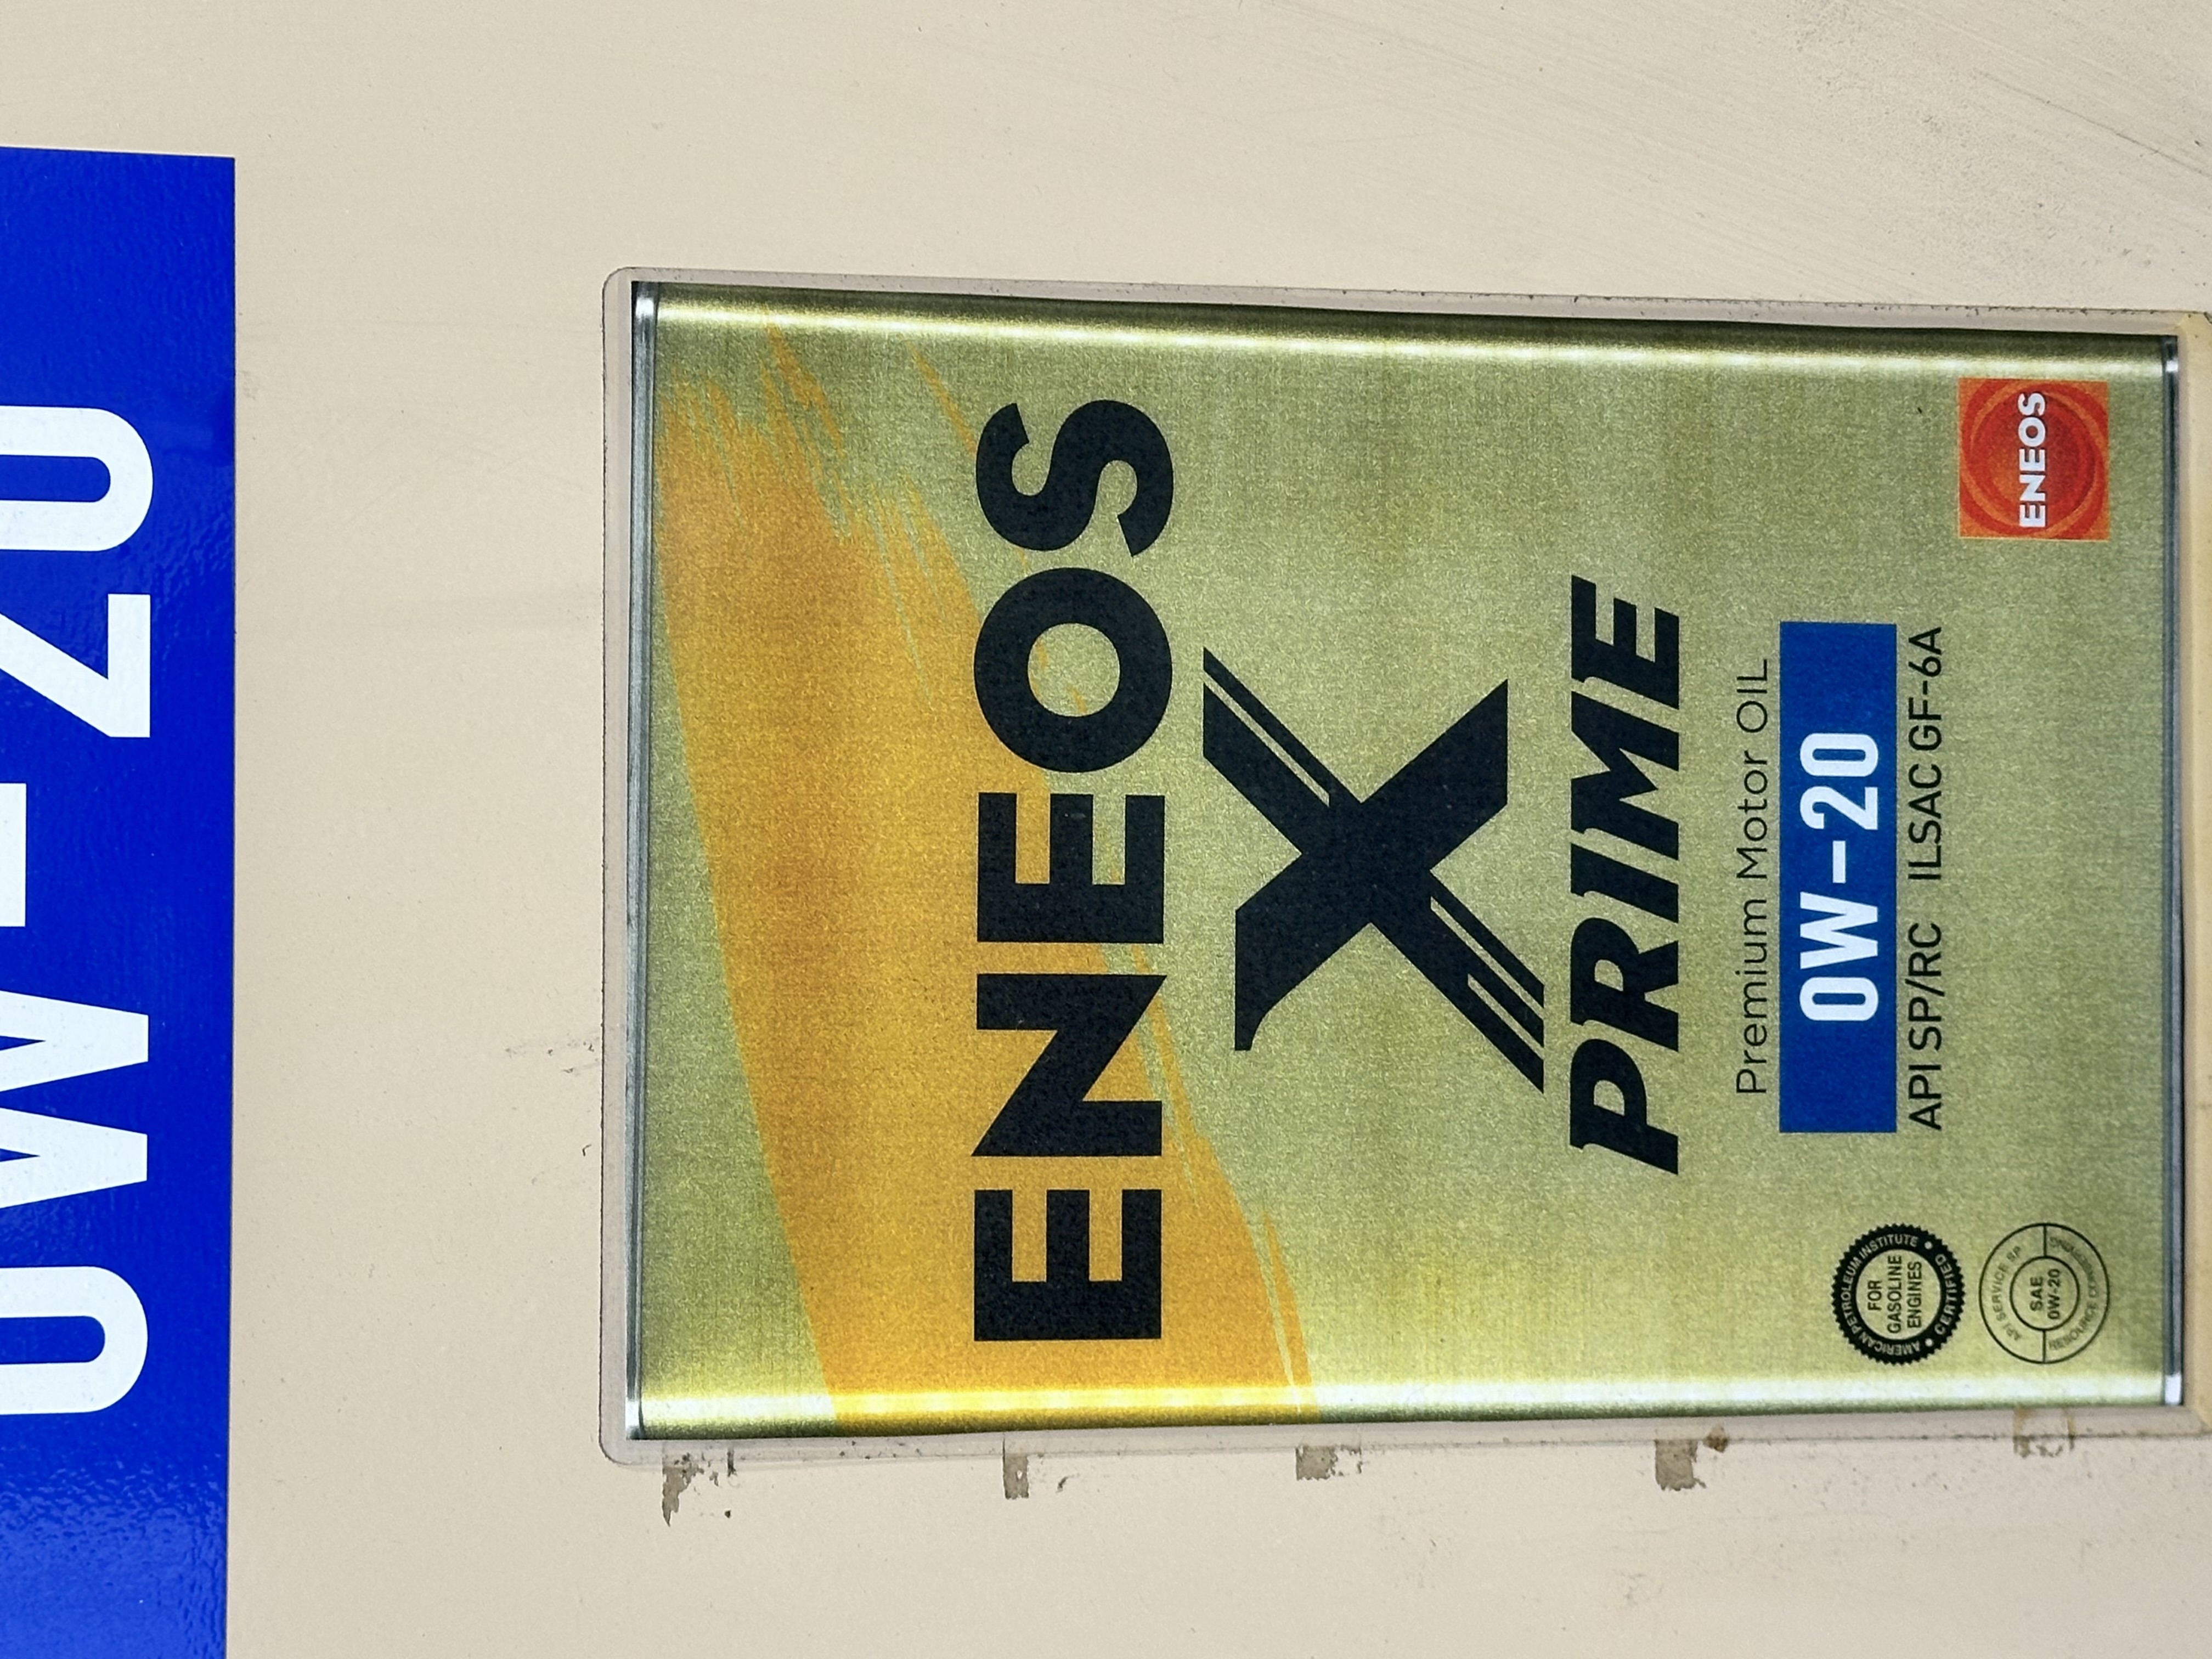 0W-20
ENEOS
X
PRIME
Premium Motor OIL
0W-20
API SP/RC ILSAC GF-6A
AMERICAN PETROLEUM INSTITUTE
FOR
GASOLINE
ENGINES
CERTIFIED
API SERVICE SP
SAE
0W-20
RESOURCE CONSERVING
ENEOS